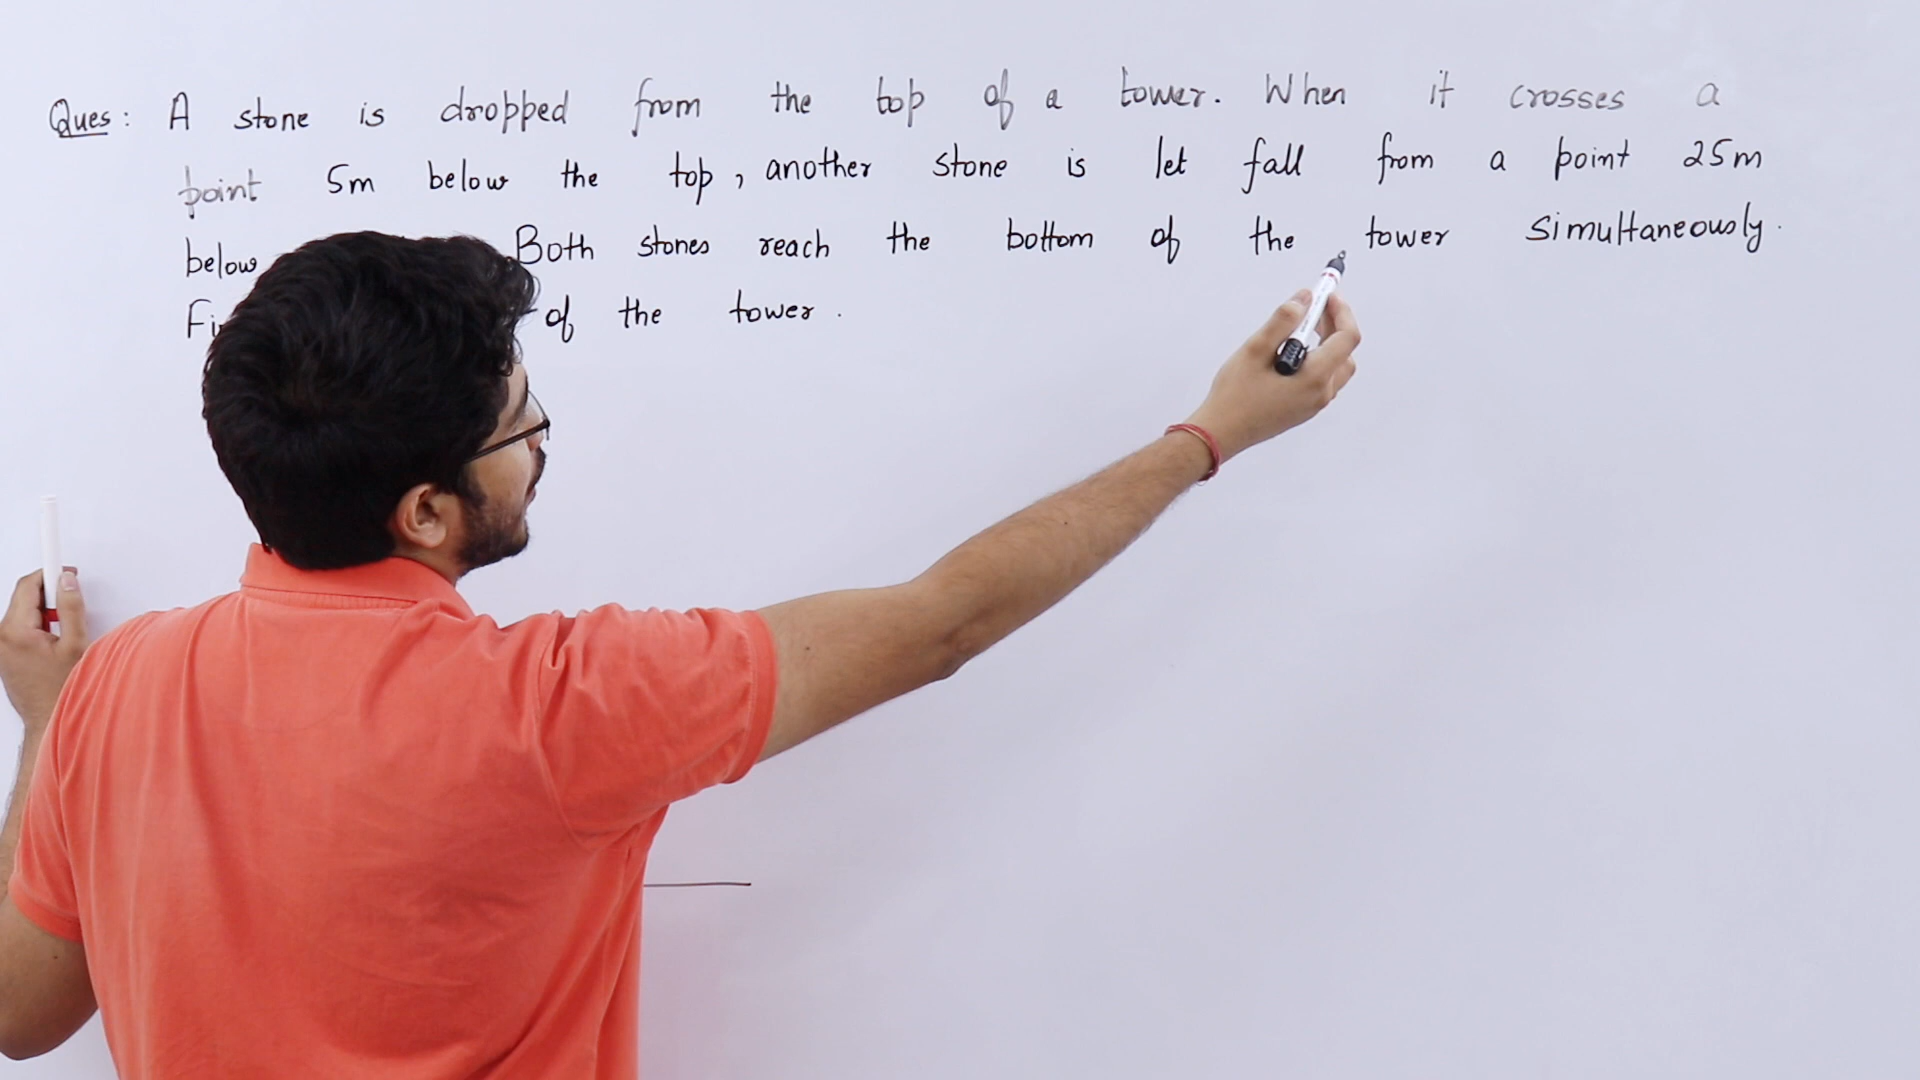 Ques: A stone is dropped from the top of a tower. When it crosses a
point 5m below the top, another stone is let fall from a point 25m
below Both stones reach the bottom of the tower simultaneously.
of the tower.